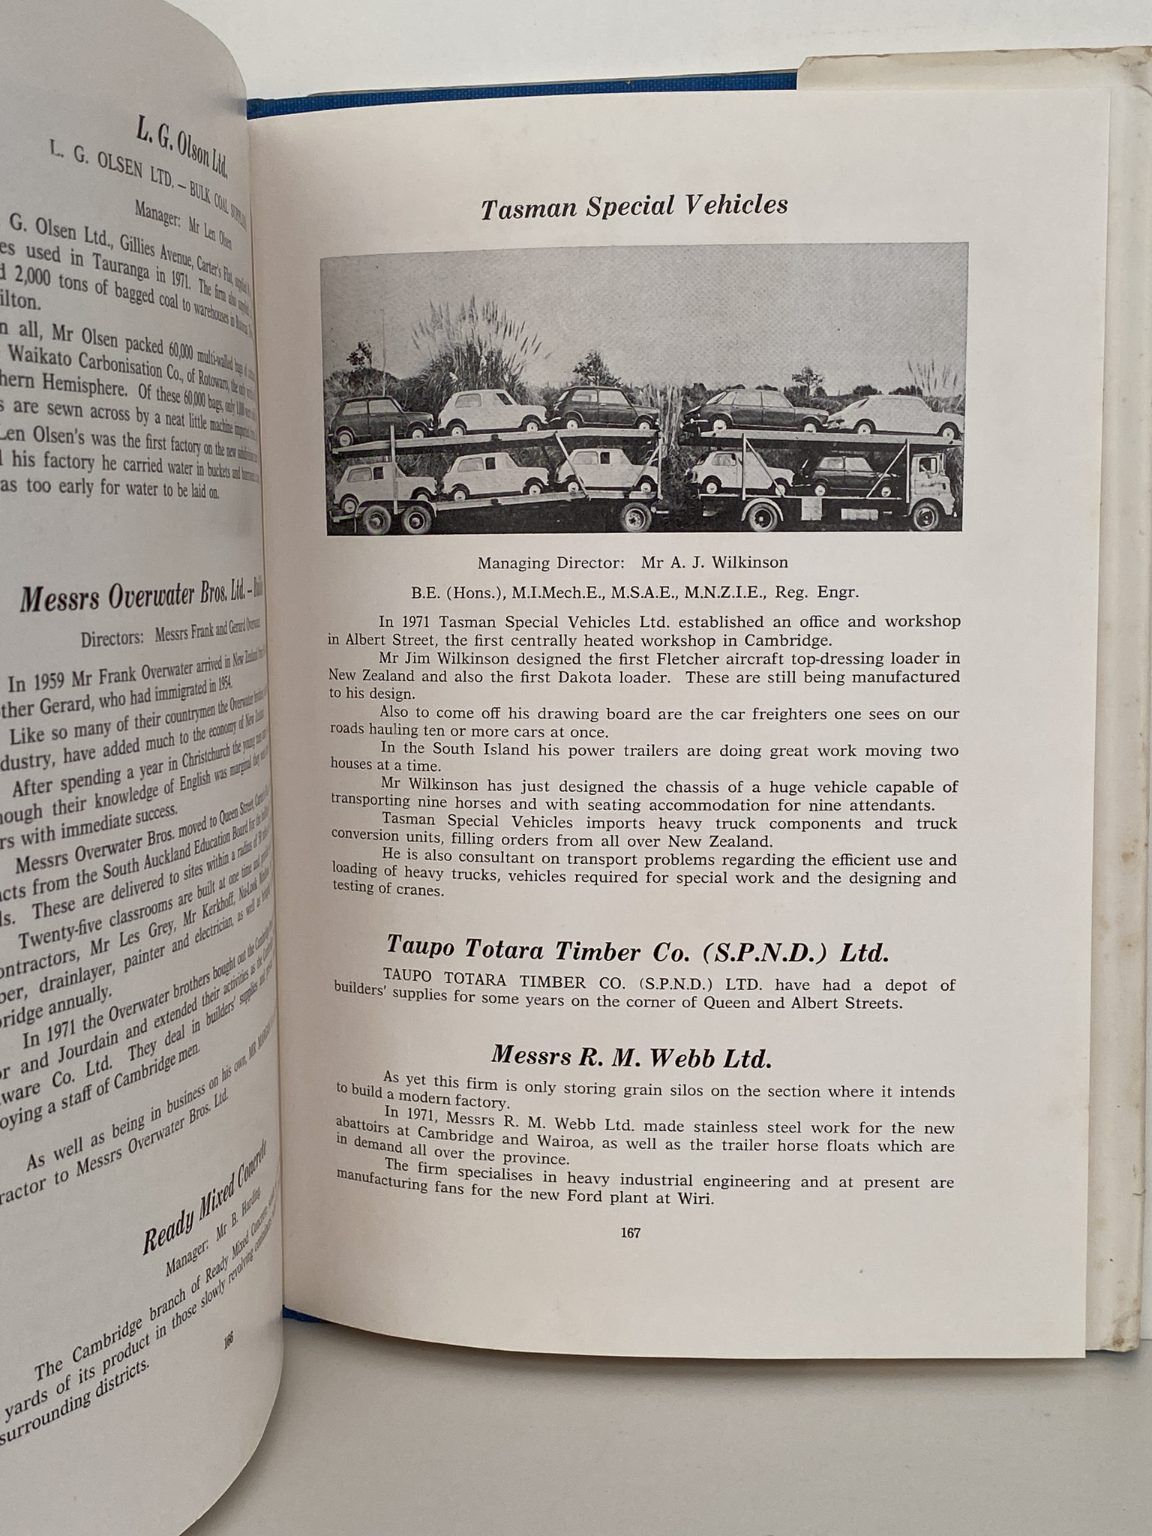 L. G. Olson Ltd.
L. G. OLSEN LTD. – BULK COAL
Manager: Mr Len Olsen
G. Olsen Ltd., Gillies Avenue, Carter's Flat,
es used in Tauranga in 1971. The firm also
d 2,000 tons of bagged coal to warehouses in
ilton.
n all, Mr Olsen packed 60,000 multi-walled bags of
Waikato Carbonisation Co., of Rotowaro, the only
hern Hemisphere. Of these 60,000 bags, only
s are sewn across by a neat little machine
Len Olsen's was the first factory on the new
l his factory he carried water in buckets and
as too early for water to be laid on.
Messrs Overwater Bros. Ltd. –
Directors: Messrs Frank and Gerard
In 1959 Mr Frank Overwater arrived in New Zealand
ther Gerard, who had immigrated in 1954.
Like so many of their countrymen the Overwater
dustry, have added much to the economy of New
After spending a year in Christchurch the young
hough their knowledge of English was marginal they
rs with immediate success.
Messrs Overwater Bros. moved to Queen Street,
acts from the South Auckland Education Board for
ls. These are delivered to sites within a radius of
Twenty-five classrooms are built at one time and
ontractors, Mr Les Grey, Mr Kerkhoff,
ber, drainlayer, painter and electrician, as well as
bridge annually.
In 1971 the Overwater brothers bought out the
or and Jourdain and extended their activities as the
ware Co. Ltd. They deal in builders' supplies and
oying a staff of Cambridge men.
As well as being in business on his own,
ractor to Messrs Overwater Bros. Ltd.
Ready Mixed Concrete
Manager: Mr B. Harding
The Cambridge branch of Ready Mixed Concrete
yards of its product in those slowly revolving
surrounding districts.
166
Tasman Special Vehicles
Managing Director: Mr A. J. Wilkinson
B.E. (Hons.), M.I.Mech.E., M.S.A.E., M.N.Z.I.E., Reg. Engr.
In 1971 Tasman Special Vehicles Ltd. established an office and workshop
in Albert Street, the first centrally heated workshop in Cambridge.
Mr Jim Wilkinson designed the first Fletcher aircraft top-dressing loader in
New Zealand and also the first Dakota loader. These are still being manufactured
to his design.
Also to come off his drawing board are the car freighters one sees on our
roads hauling ten or more cars at once.
In the South Island his power trailers are doing great work moving two
houses at a time.
Mr Wilkinson has just designed the chassis of a huge vehicle capable of
transporting nine horses and with seating accommodation for nine attendants.
Tasman Special Vehicles imports heavy truck components and truck
conversion units, filling orders from all over New Zealand.
He is also consultant on transport problems regarding the efficient use and
loading of heavy trucks, vehicles required for special work and the designing and
testing of cranes.
Taupo Totara Timber Co. (S.P.N.D.) Ltd.
TAUPO TOTARA TIMBER CO. (S.P.N.D.) LTD. have had a depot of
builders' supplies for some years on the corner of Queen and Albert Streets.
Messrs R. M. Webb Ltd.
As yet this firm is only storing grain silos on the section where it intends
to build a modern factory.
In 1971, Messrs R. M. Webb Ltd. made stainless steel work for the new
abattoirs at Cambridge and Wairoa, as well as the trailer horse floats which are
in demand all over the province.
The firm specialises in heavy industrial engineering and at present are
manufacturing fans for the new Ford plant at Wiri.
167